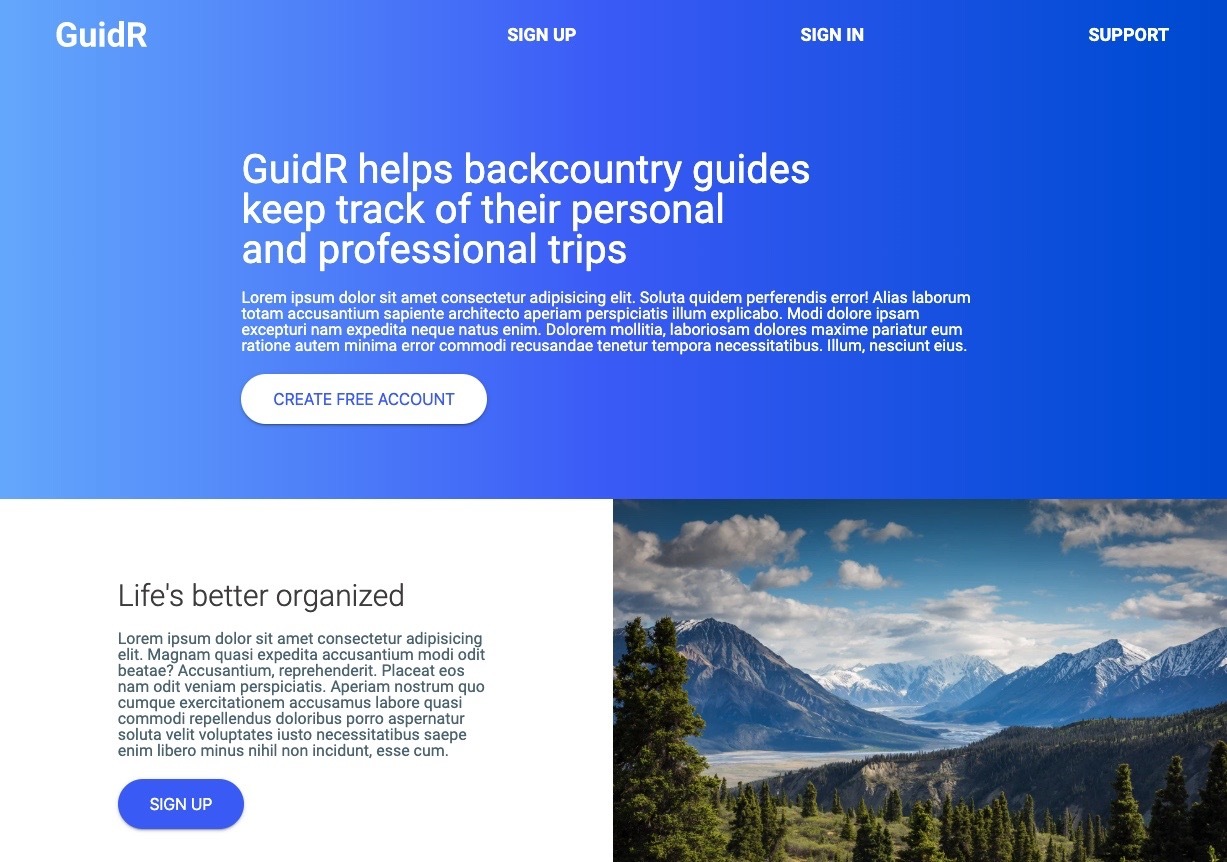 GuidR
SIGN UP
SIGN IN
SUPPORT
GuidR helps backcountry guides
keep track of their personal
and professional trips
Lorem ipsum dolor sit amet consectetur adipisicing elit. Soluta quidem perferendis error! Alias laborum
totam accusantium sapiente architecto aperiam perspiciatis illum explicabo. Modi dolore ipsam
excepturi nam expedita neque natus enim. Dolorem mollitia, laboriosam dolores maxime pariatur eum
ratione autem minima error commodi recusandae tenetur tempora necessitatibus. Illum, nesciunt eius.
CREATE FREE ACCOUNT
Life's better organized
Lorem ipsum dolor sit amet consectetur adipisicing
elit. Magnam quasi expedita accusantium modi odit
beatae? Accusantium, reprehenderit. Placeat eos
nam odit veniam perspiciatis. Aperiam nostrum quo
cumque exercitationem accusamus labore quasi
commodi repellendus doloribus porro aspernatur
soluta velit voluptates iusto necessitatibus saepe
enim libero minus nihil non incidunt, esse cum.
SIGN UP